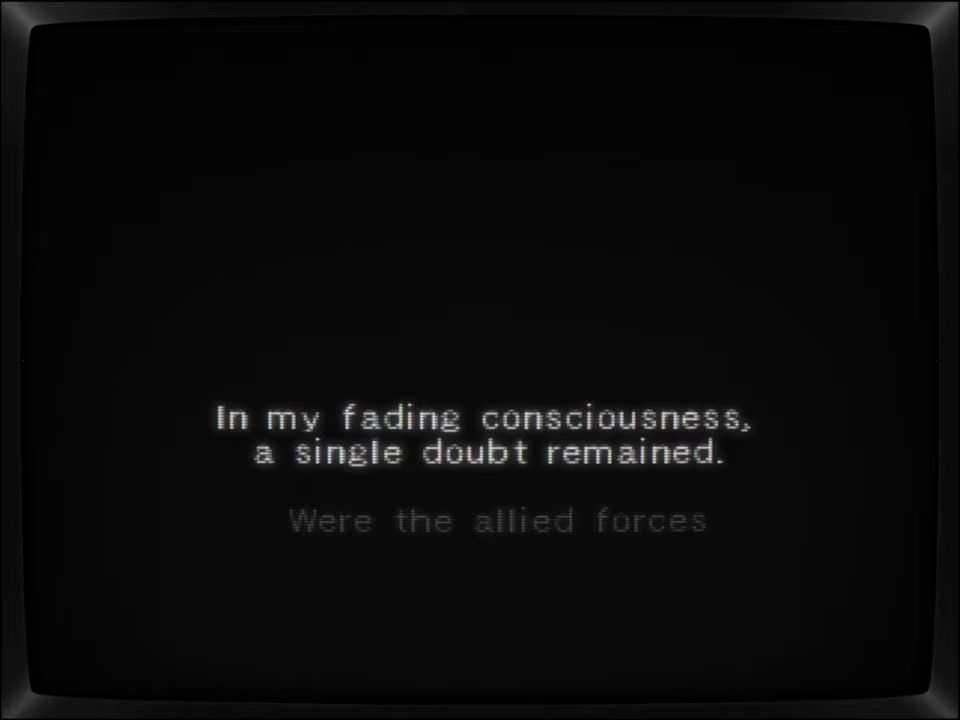 In my fading consciousness,
a single doubt remained.
Were the allied forces